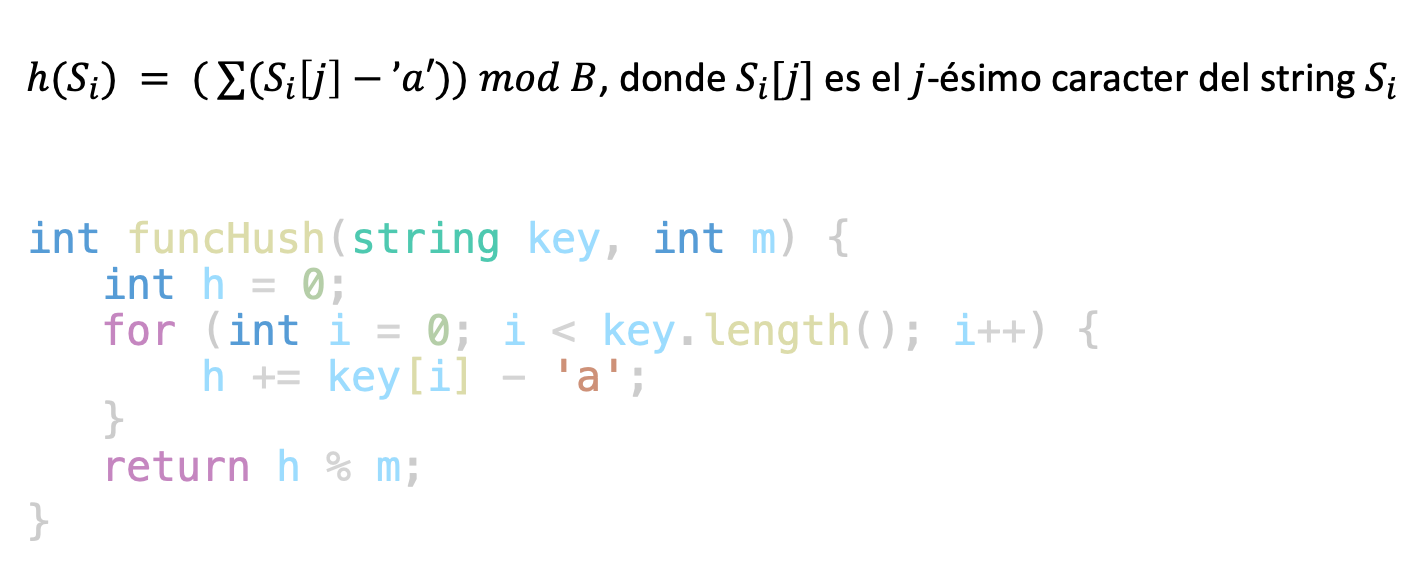 h(Sᵢ) = (∑(Sᵢ[j] − ’a′)) mod B, donde Sᵢ[j] es el j-ésimo caracter del string Sᵢ
int funcHush(string key, int m) {
   int h = 0;
   for (int i = 0; i < key.length(); i++) {
       h += key[i] - 'a';
   }
   return h % m;
}